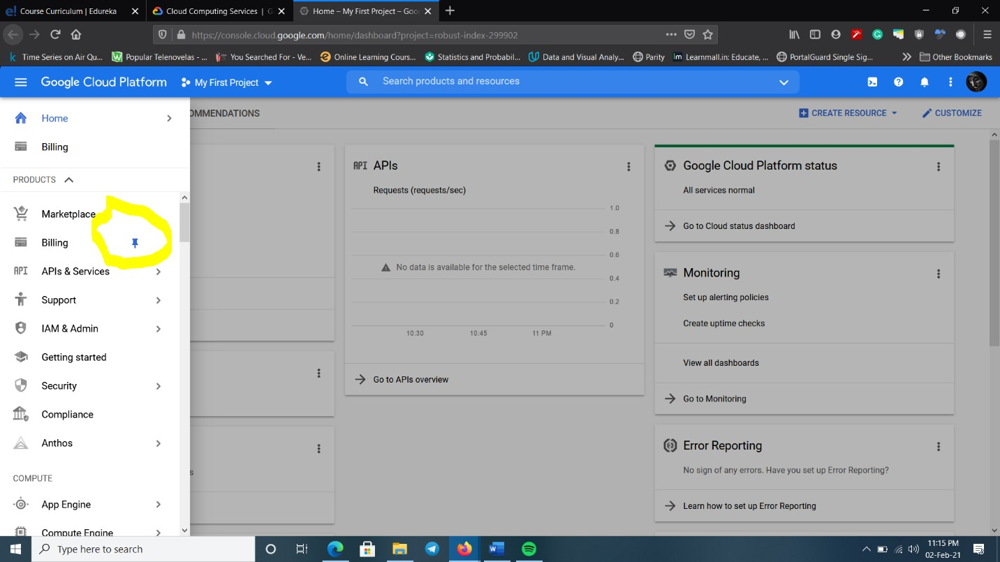 e! Course Curriculum | Edureka
Cloud Computing Services | G
Home – My First Project – Goo
https://console.cloud.google.com/home/dashboard?project=robust-index-299902
Time Series on Air Qu...
Popular Telenovelas - ...
You Searched For - Ve...
Online Learning Cours...
Statistics and Probabil...
Data and Visual Analy...
Parity
Learnmall.in: Educate, ...
PortalGuard Single Sig...
Other Bookmarks
Google Cloud Platform
My First Project
Search products and resources
Home
OMMENDATIONS
CREATE RESOURCE
CUSTOMIZE
Billing
PRODUCTS
Marketplace
Billing
API APIs & Services
Support
IAM & Admin
Getting started
Security
Compliance
Anthos
COMPUTE
App Engine
Compute Engine
s
API APIs
Requests (requests/sec)
1.0
0.8
0.6
No data is available for the selected time frame.
0.4
0.2
0
10:30
10:45
11 PM
Go to APIs overview
Google Cloud Platform status
All services normal
Go to Cloud status dashboard
Monitoring
Set up alerting policies
Create uptime checks
View all dashboards
Go to Monitoring
Error Reporting
No sign of any errors. Have you set up Error Reporting?
Learn how to set up Error Reporting
Type here to search
11:15 PM
02-Feb-21